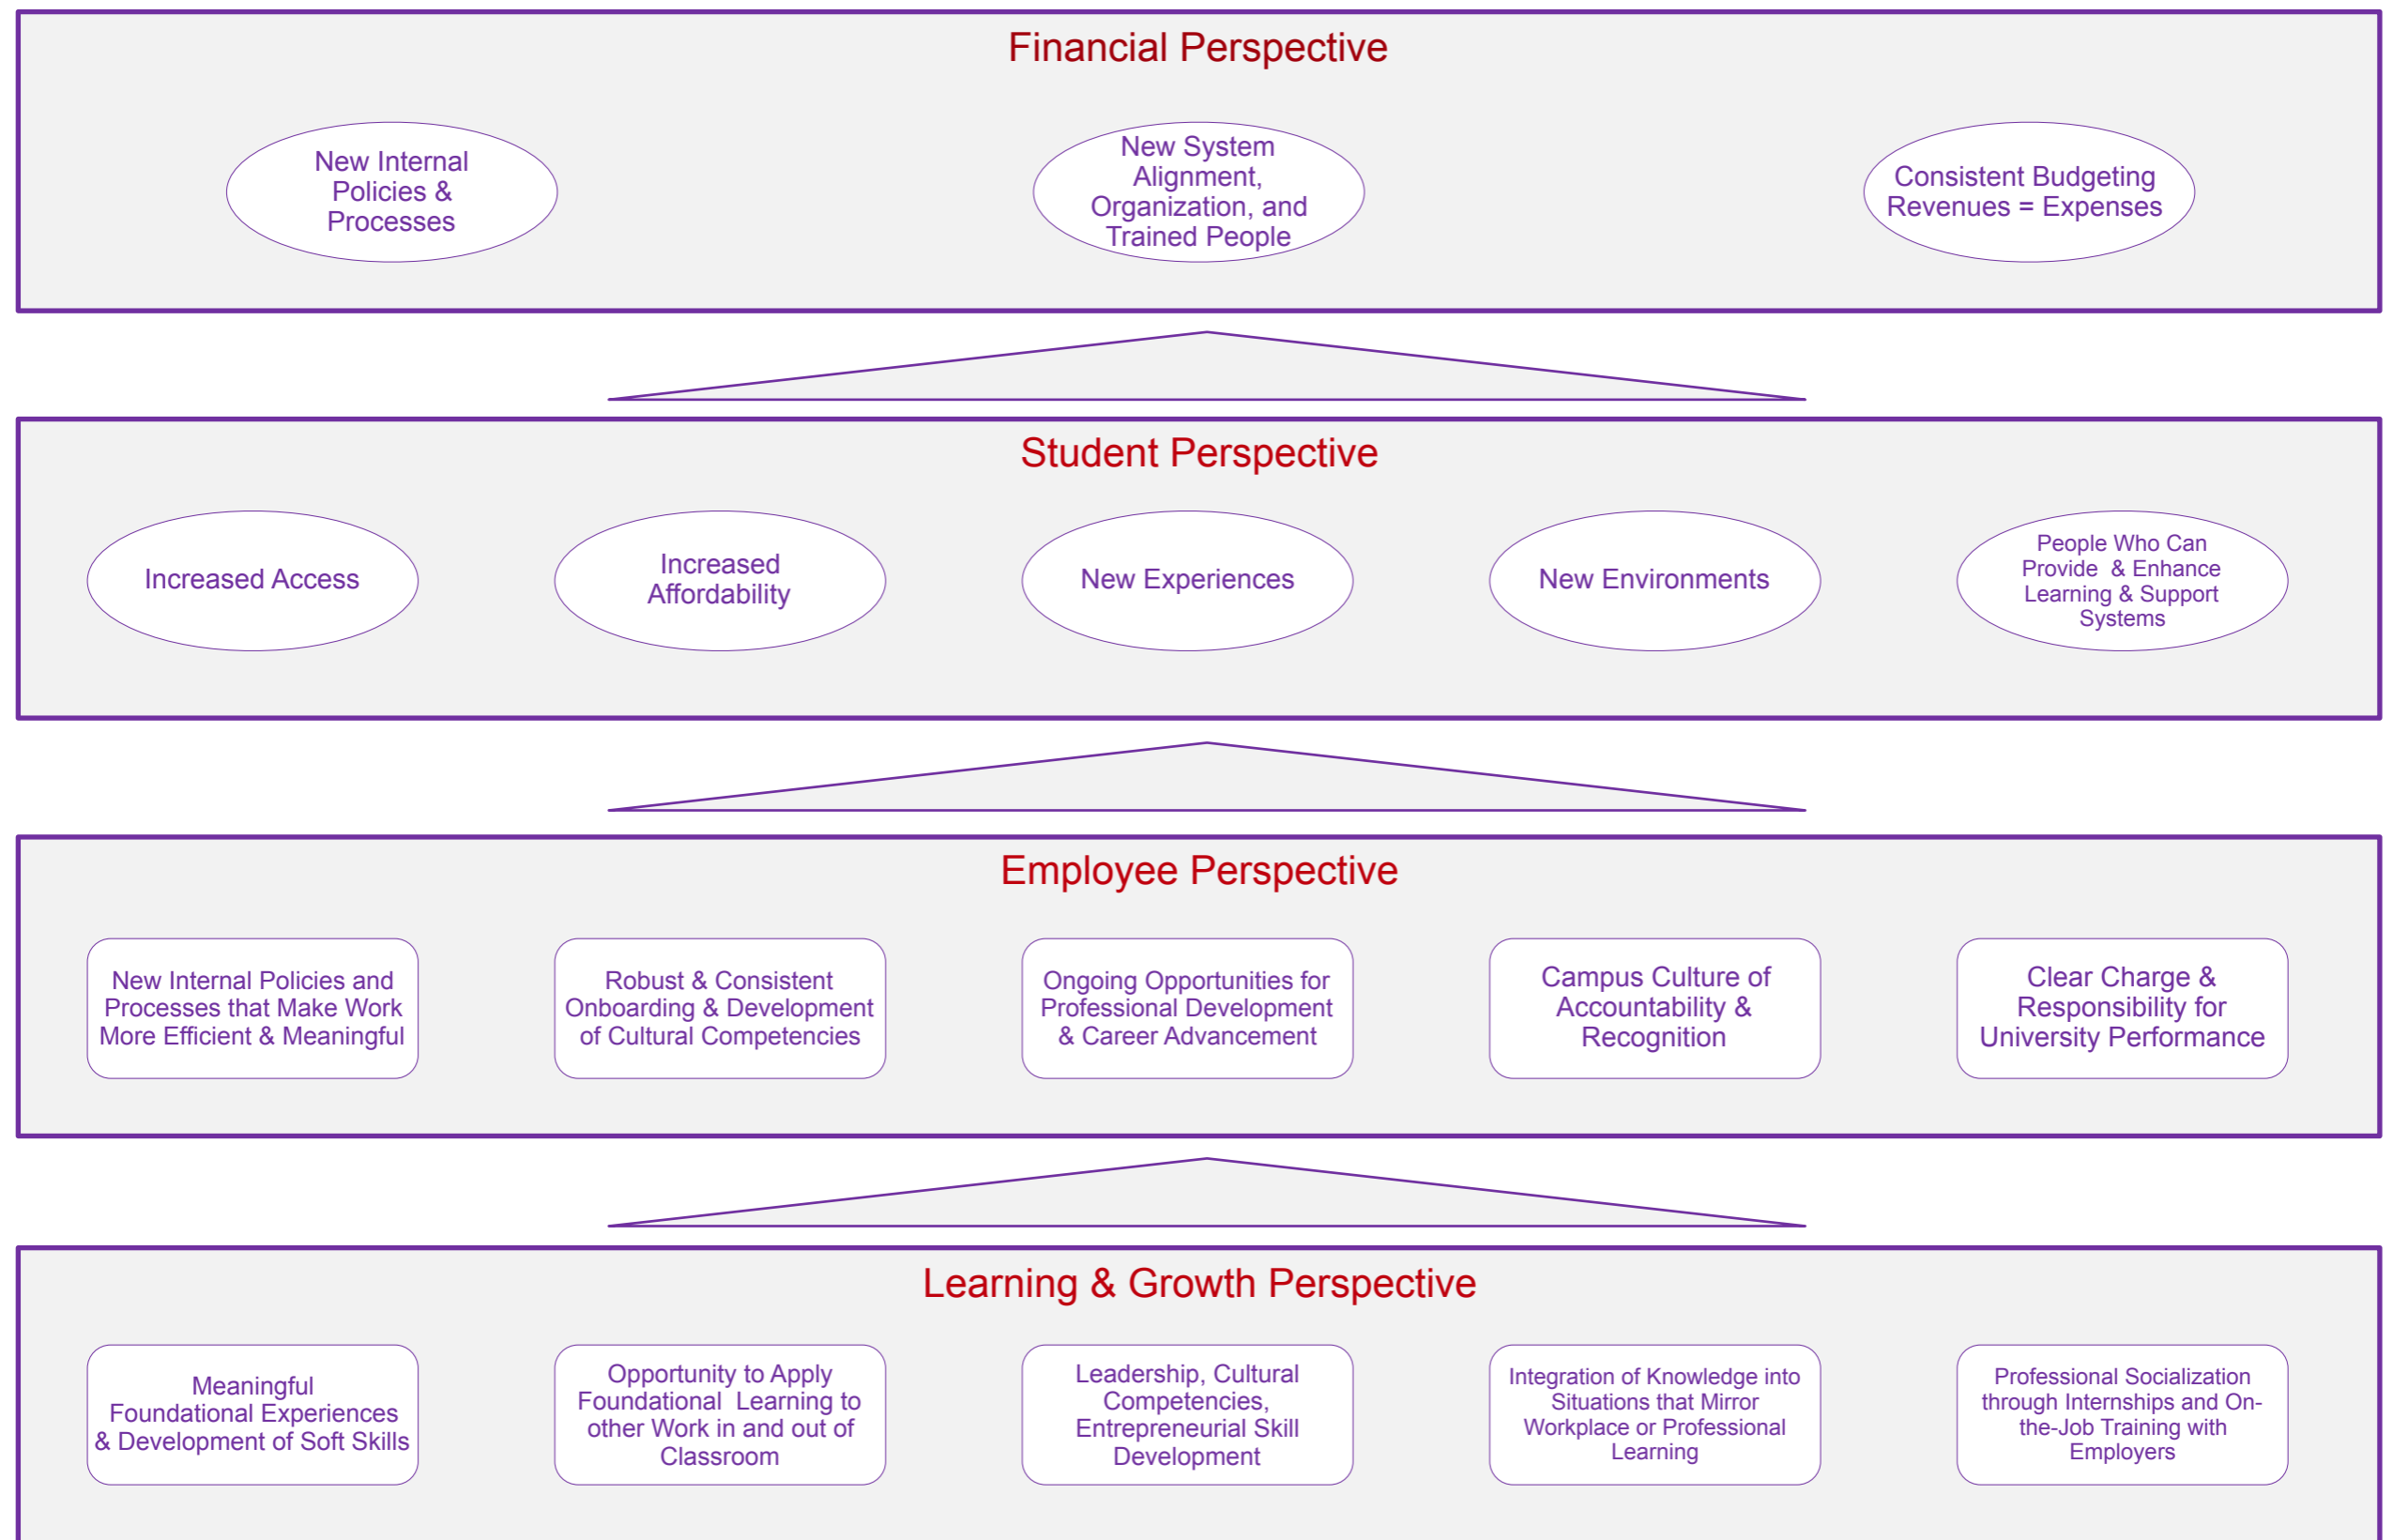 Financial Perspective
New Internal
Policies &
Processes
New System
Alignment,
Organization, and
Trained People
Consistent Budgeting
Revenues = Expenses
Student Perspective
Increased Access
Increased
Affordability
New Experiences
New Environments
People Who Can
Provide & Enhance
Learning & Support
Systems
Employee Perspective
New Internal Policies and
Processes that Make Work
More Efficient & Meaningful
Robust & Consistent
Onboarding & Development
of Cultural Competencies
Ongoing Opportunities for
Professional Development
& Career Advancement
Campus Culture of
Accountability &
Recognition
Clear Charge &
Responsibility for
University Performance
Learning & Growth Perspective
Meaningful
Foundational Experiences
& Development of Soft Skills
Opportunity to Apply
Foundational Learning to
other Work in and out of
Classroom
Leadership, Cultural
Competencies,
Entrepreneurial Skill
Development
Integration of Knowledge into
Situations that Mirror
Workplace or Professional
Learning
Professional Socialization
through Internships and On-
the-Job Training with
Employers